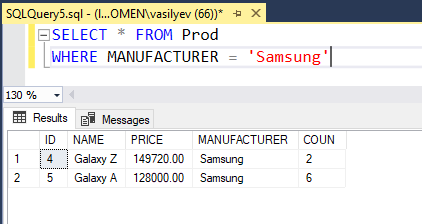 SQLQuery5.sql - (l...OMEN\vasilyev (66))*
SELECT * FROM Prod
WHERE MANUFACTURER = 'Samsung'
130 %
Results Messages
ID NAME PRICE MANUFACTURER COUN
1 4 Galaxy Z 149720.00 Samsung 2
2 5 Galaxy A 128000.00 Samsung 6